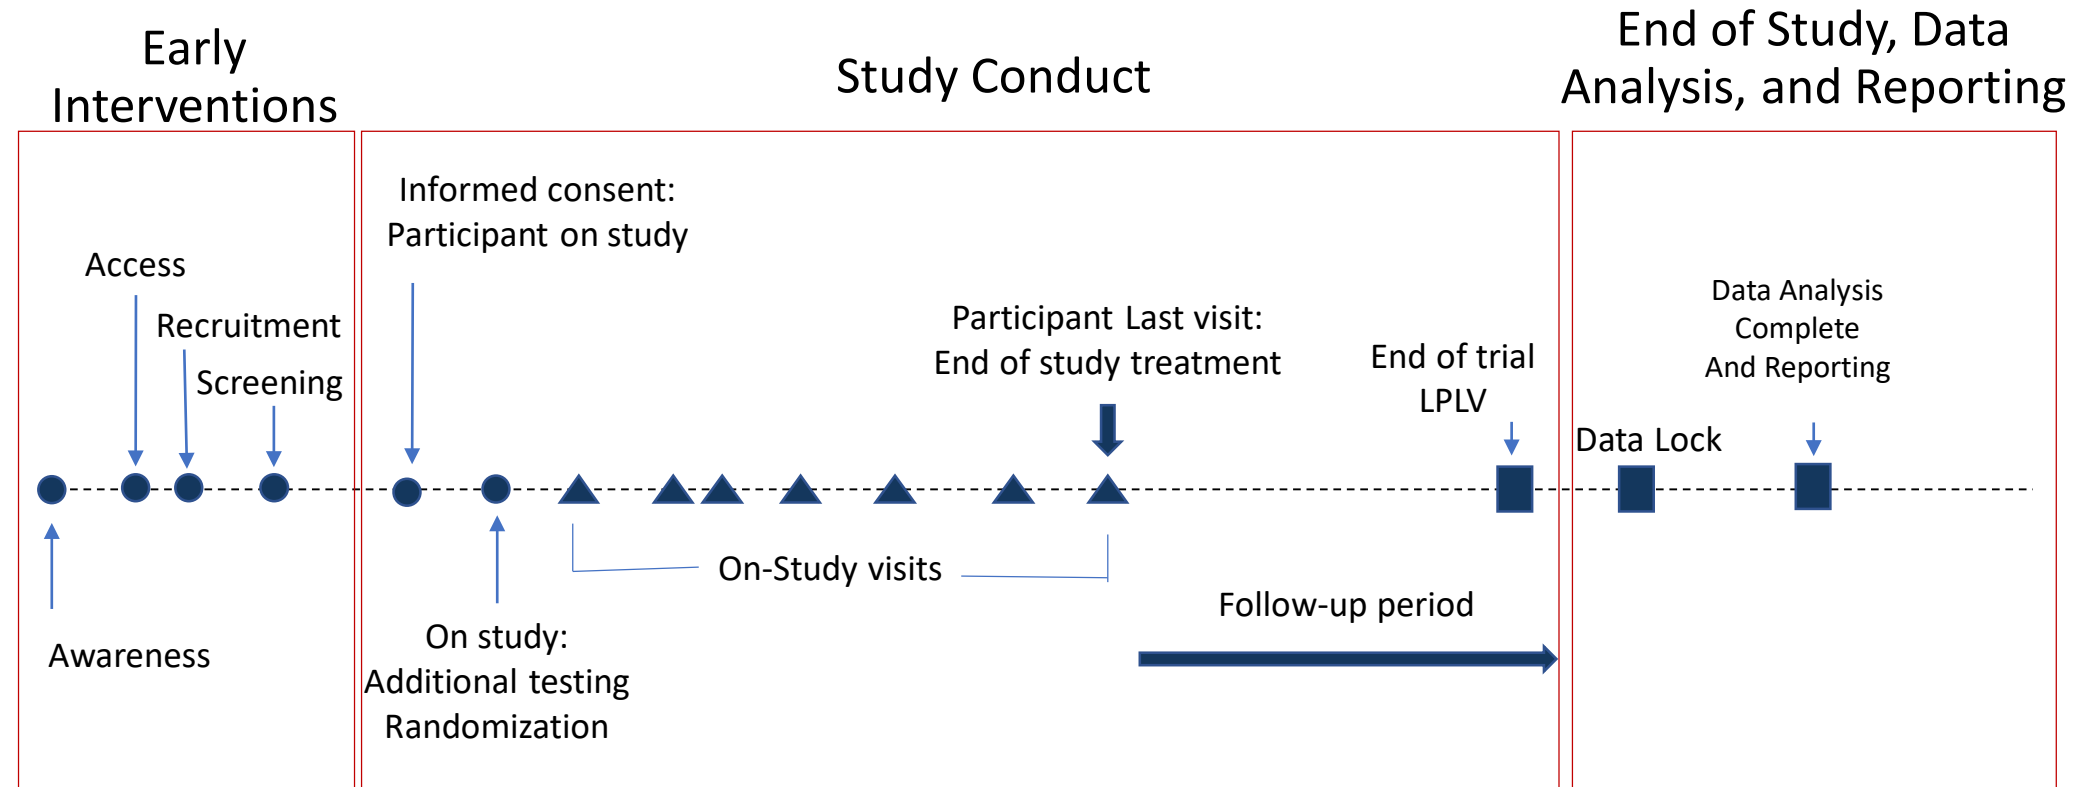 Early
Interventions
Study Conduct
End of Study, Data
Analysis, and Reporting
Access
Recruitment
Screening
Awareness
Informed consent:
Participant on study
On study:
Additional testing
Randomization
On-Study visits
Participant Last visit:
End of study treatment
Follow-up period
End of trial
LPLV
Data Lock
Data Analysis
Complete
And Reporting